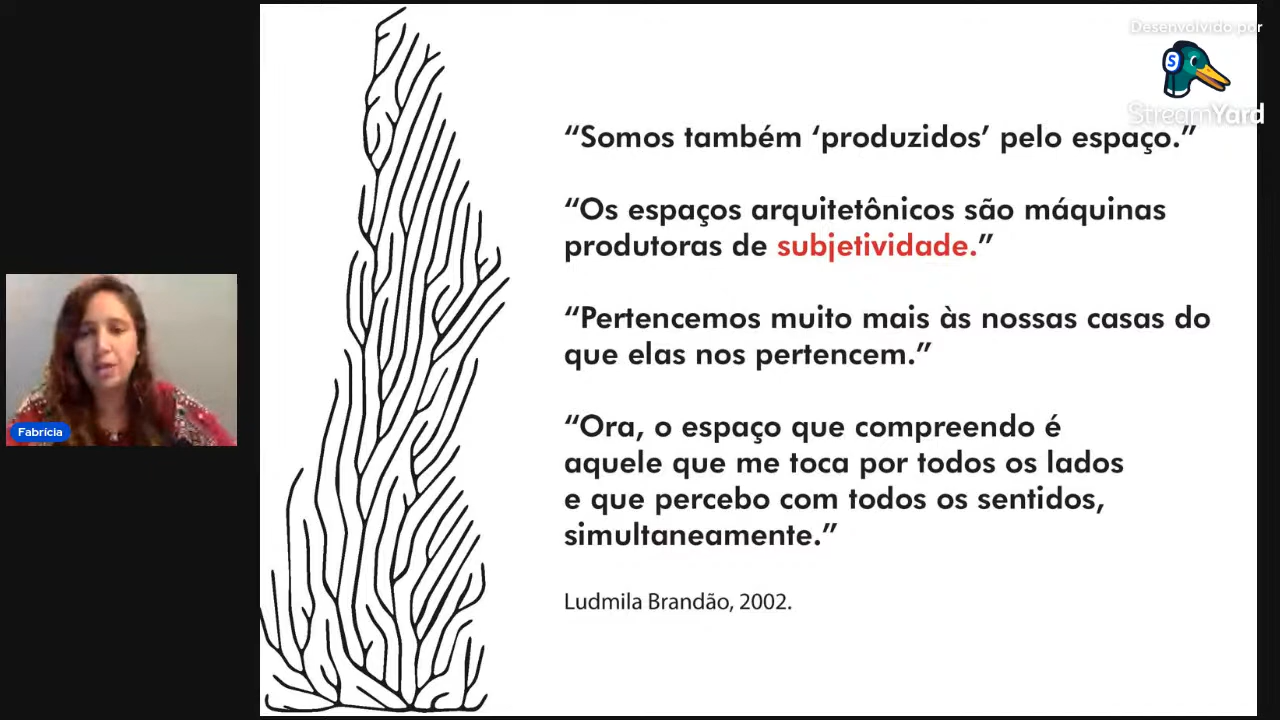 Desenvolvido por
S
StreamYard
“Somos também ‘produzidos’ pelo espaço.”
“Os espaços arquitetônicos são máquinas
produtoras de subjetividade.”
“Pertencemos muito mais às nossas casas do
que elas nos pertencem.”
“Ora, o espaço que compreendo é
aquele que me toca por todos os lados
e que percebo com todos os sentidos,
simultaneamente.”
Ludmila Brandão, 2002.
Fabrícia